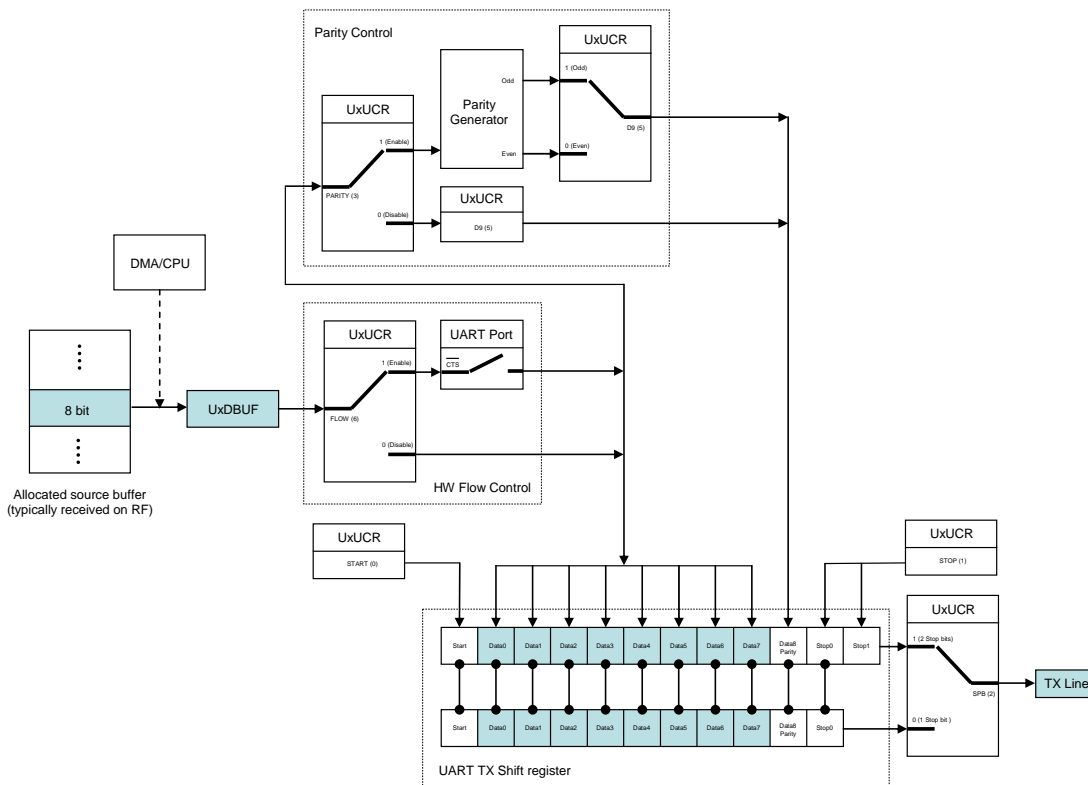 Parity Control
UxUCR
1 (Odd)
D9 (5)
0 (Even)
Parity
Generator
Odd
Even
UxUCR
1 (Enable)
PARITY (3)
0 (Disable)
UxUCR
D9 (5)
DMA/CPU
8 bit
Allocated source buffer
(typically received on RF)
UxDBUF
UxUCR
1 (Enable)
FLOW (6)
0 (Disable)
UART Port
CTS
HW Flow Control
UxUCR
START (0)
UxUCR
STOP (1)
Start Data0 Data1 Data2 Data3 Data4 Data5 Data6 Data7 Data8 Parity Stop0 Stop1
Start Data0 Data1 Data2 Data3 Data4 Data5 Data6 Data7 Data8 Parity Stop0
UART TX Shift register
UxUCR
1 (2 Stop bits)
SPB (2)
0 (1 Stop bit )
TX Line